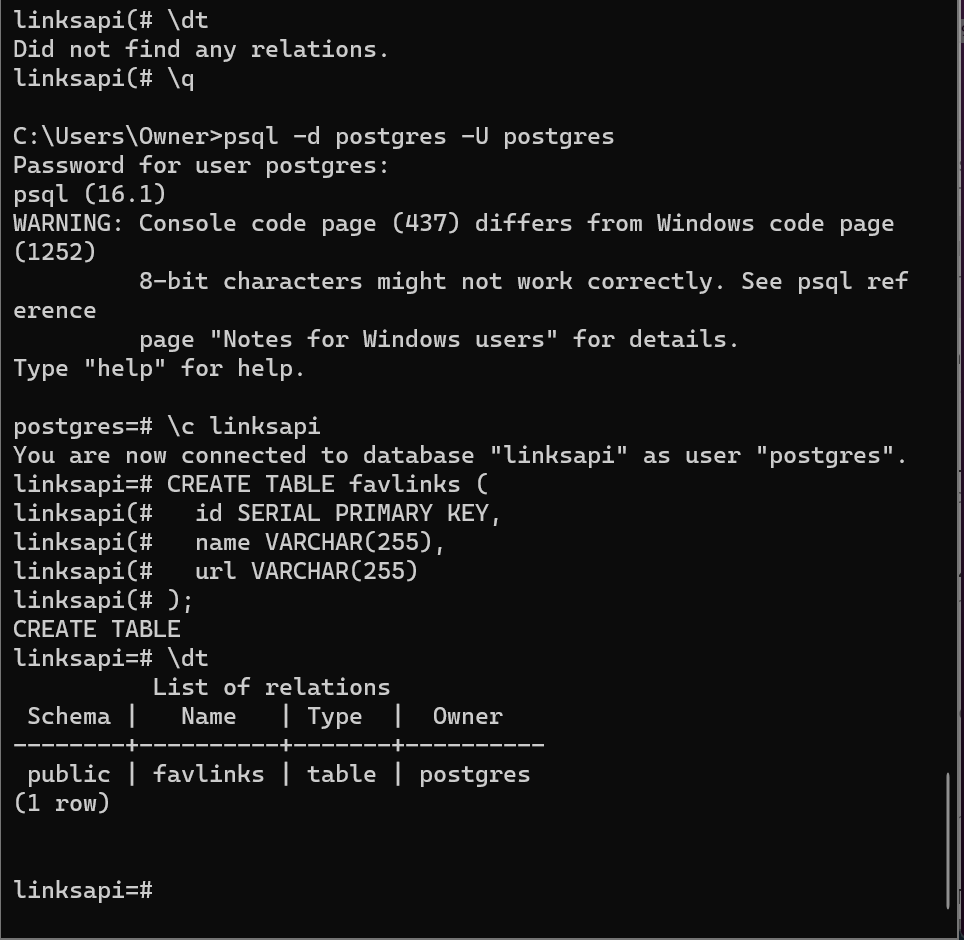 linksapi(# \dt
Did not find any relations.
linksapi(# \q
C:\Users\Owner>psql -d postgres -U postgres
Password for user postgres:
psql (16.1)
WARNING: Console code page (437) differs from Windows code page
(1252)
         8-bit characters might not work correctly. See psql ref
erence
         page "Notes for Windows users" for details.
Type "help" for help.
postgres=# \c linksapi
You are now connected to database "linksapi" as user "postgres".
linksapi=# CREATE TABLE favlinks (
linksapi(#   id SERIAL PRIMARY KEY,
linksapi(#   name VARCHAR(255),
linksapi(#   url VARCHAR(255)
linksapi(# );
CREATE TABLE
linksapi=# \dt
          List of relations
 Schema |   Name   | Type  |  Owner
--------+----------+-------+----------
 public | favlinks | table | postgres
(1 row)
linksapi=#